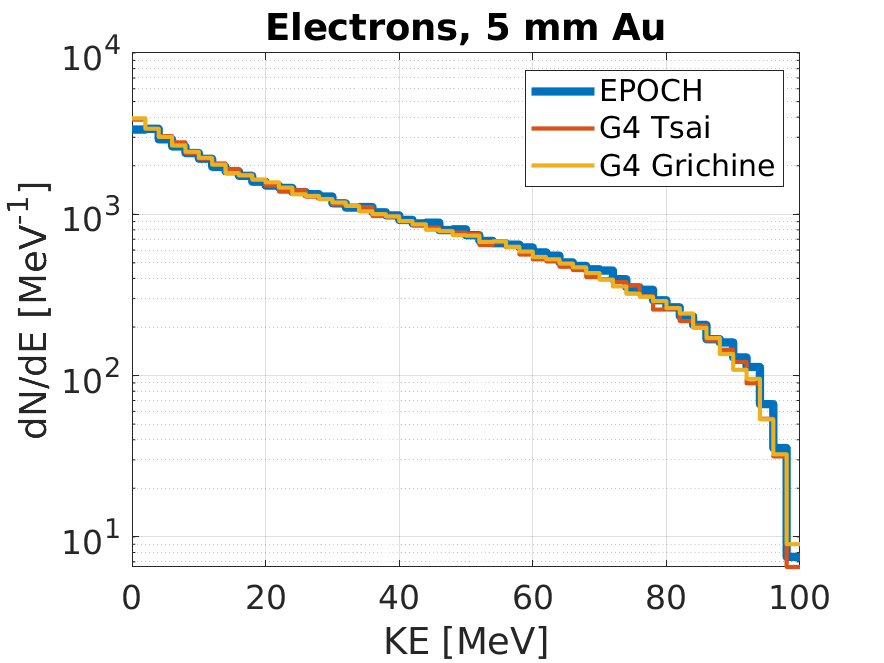 Electrons, 5 mm Au
10^4
10^3
10^2
10^1
dN/dE [MeV^-1]
EPOCH
G4 Tsai
G4 Grichine
0 20 40 60 80 100
KE [MeV]